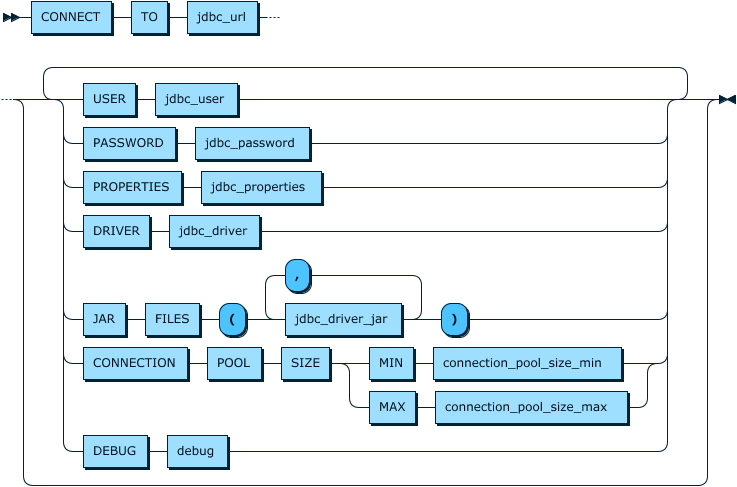 CONNECT TO jdbc_url
USER jdbc_user
PASSWORD jdbc_password
PROPERTIES jdbc_properties
DRIVER jdbc_driver
,
JAR FILES ( jdbc_driver_jar )
CONNECTION POOL SIZE MIN connection_pool_size_min
MAX connection_pool_size_max
DEBUG debug